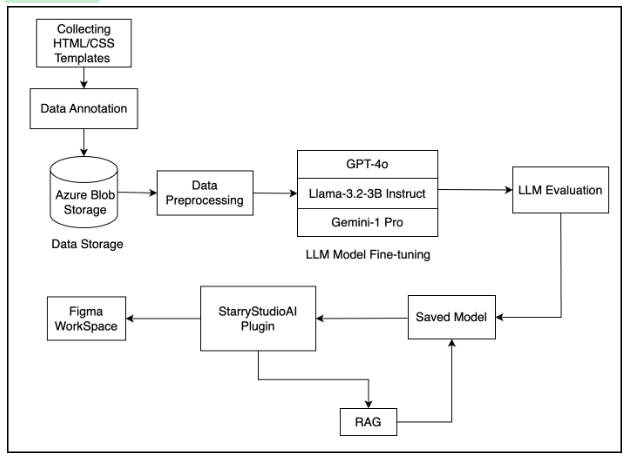 Collecting
HTML/CSS
Templates
Data Annotation
Azure Blob
Storage
Data Storage
Data
Preprocessing
GPT-4o
Llama-3.2-3B Instruct
Gemini-1 Pro
LLM Model Fine-tuning
LLM Evaluation
Figma
WorkSpace
StarryStudioAI
Plugin
Saved Model
RAG